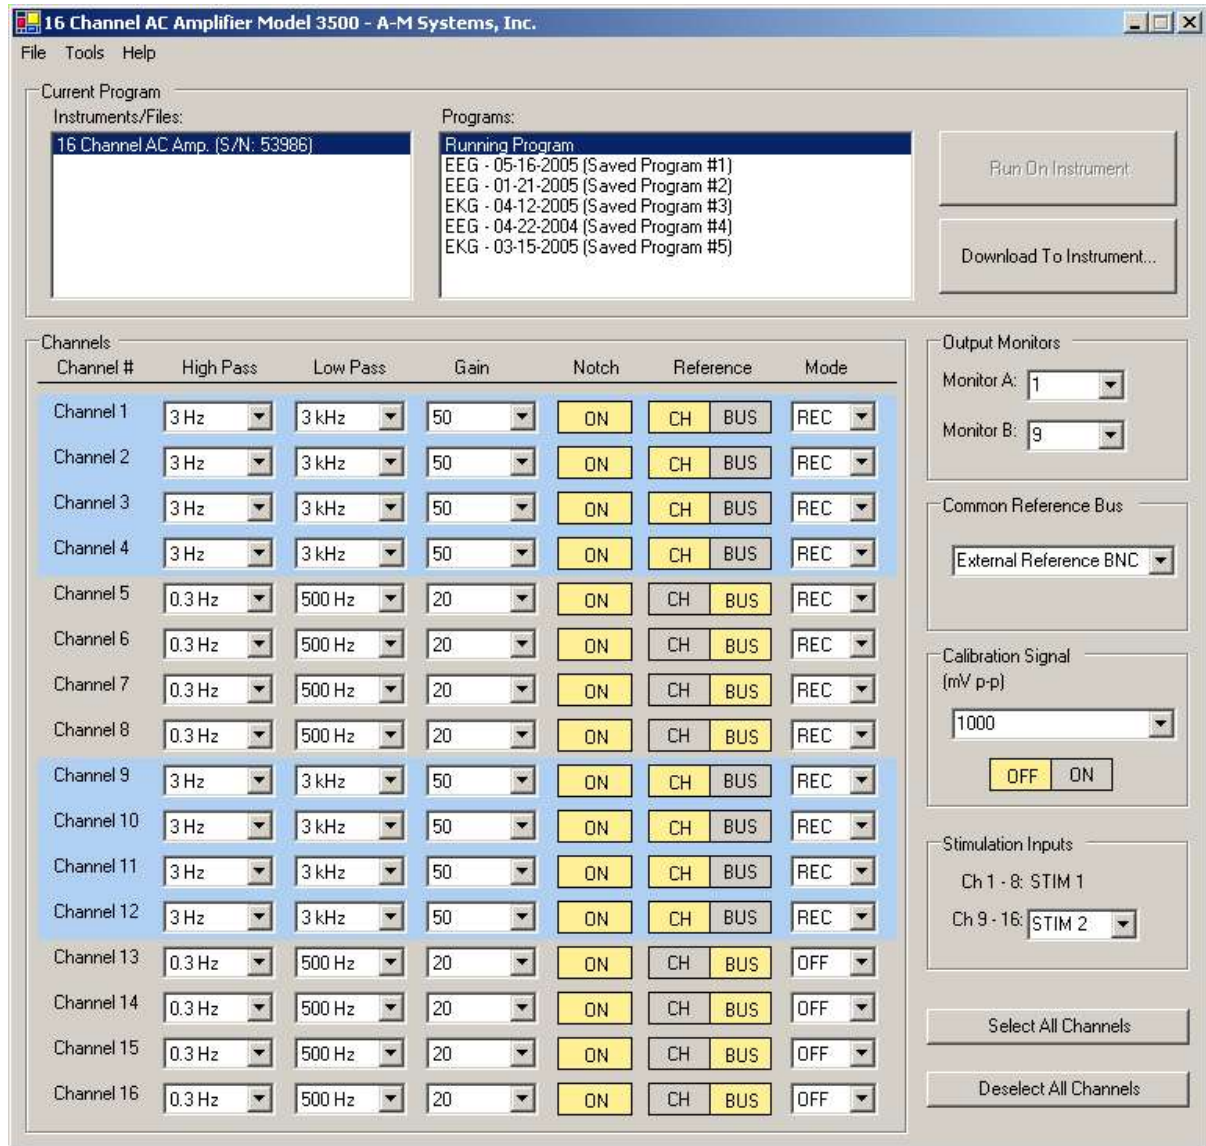 16 Channel AC Amplifier Model 3500 - A-M Systems, Inc.
File Tools Help
Current Program
Instruments/Files:
16 Channel AC Amp. (S/N: 53986)
Programs:
Running Program
EEG - 05-16-2005 (Saved Program #1)
EEG - 01-21-2005 (Saved Program #2)
EKG - 04-12-2005 (Saved Program #3)
EEG - 04-22-2004 (Saved Program #4)
EKG - 03-15-2005 (Saved Program #5)
Run On Instrument
Download To Instrument...
Channels
Channel # High Pass Low Pass Gain Notch Reference Mode
Channel 1 3 Hz 3 kHz 50 ON CH BUS REC
Channel 2 3 Hz 3 kHz 50 ON CH BUS REC
Channel 3 3 Hz 3 kHz 50 ON CH BUS REC
Channel 4 3 Hz 3 kHz 50 ON CH BUS REC
Channel 5 0.3 Hz 500 Hz 20 ON CH BUS REC
Channel 6 0.3 Hz 500 Hz 20 ON CH BUS REC
Channel 7 0.3 Hz 500 Hz 20 ON CH BUS REC
Channel 8 0.3 Hz 500 Hz 20 ON CH BUS REC
Channel 9 3 Hz 3 kHz 50 ON CH BUS REC
Channel 10 3 Hz 3 kHz 50 ON CH BUS REC
Channel 11 3 Hz 3 kHz 50 ON CH BUS REC
Channel 12 3 Hz 3 kHz 50 ON CH BUS REC
Channel 13 0.3 Hz 500 Hz 20 ON CH BUS OFF
Channel 14 0.3 Hz 500 Hz 20 ON CH BUS OFF
Channel 15 0.3 Hz 500 Hz 20 ON CH BUS OFF
Channel 16 0.3 Hz 500 Hz 20 ON CH BUS OFF
Output Monitors
Monitor A: 1
Monitor B: 9
Common Reference Bus
External Reference BNC
Calibration Signal
(mV p-p)
1000
OFF ON
Stimulation Inputs
Ch 1 - 8: STIM 1
Ch 9 - 16: STIM 2
Select All Channels
Deselect All Channels